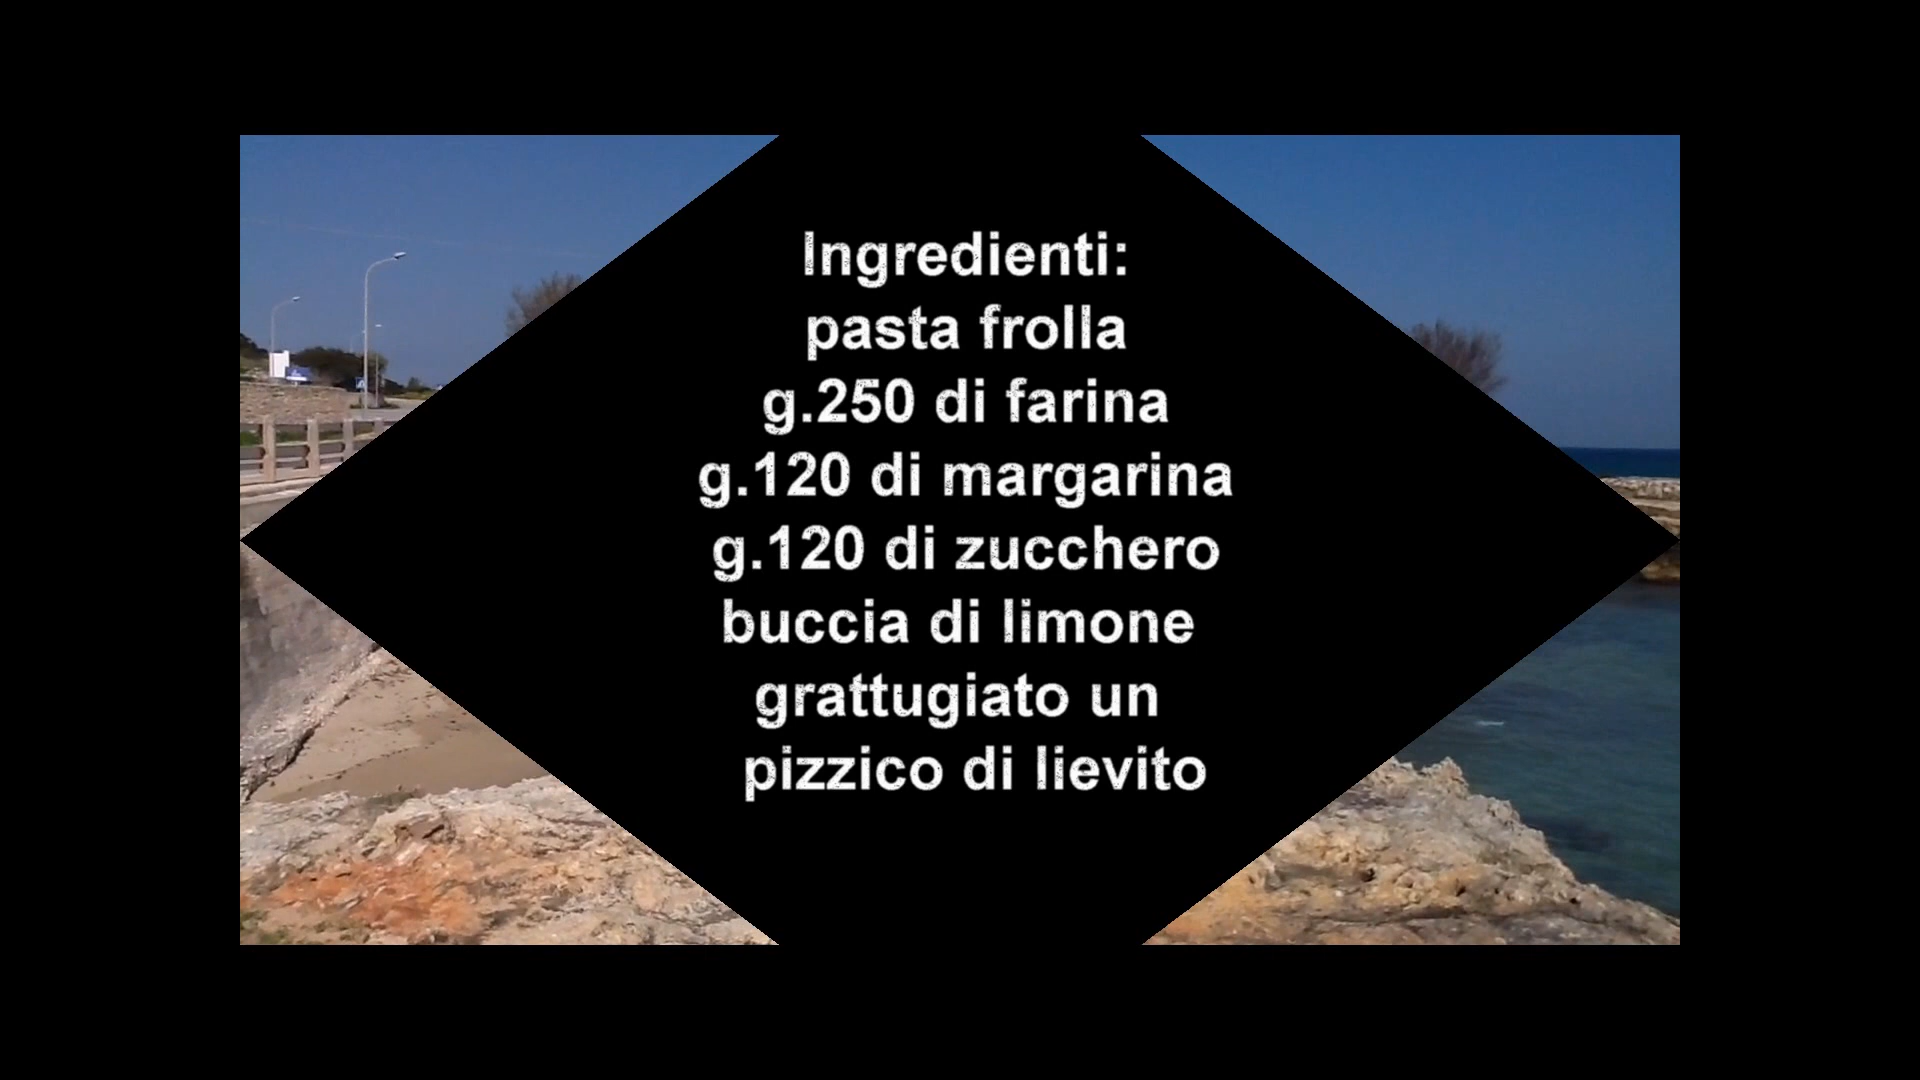 Ingredienti:
pasta frolla
g.250 di farina
g.120 di margarina
g.120 di zucchero
buccia di limone
grattugiato un
pizzico di lievito